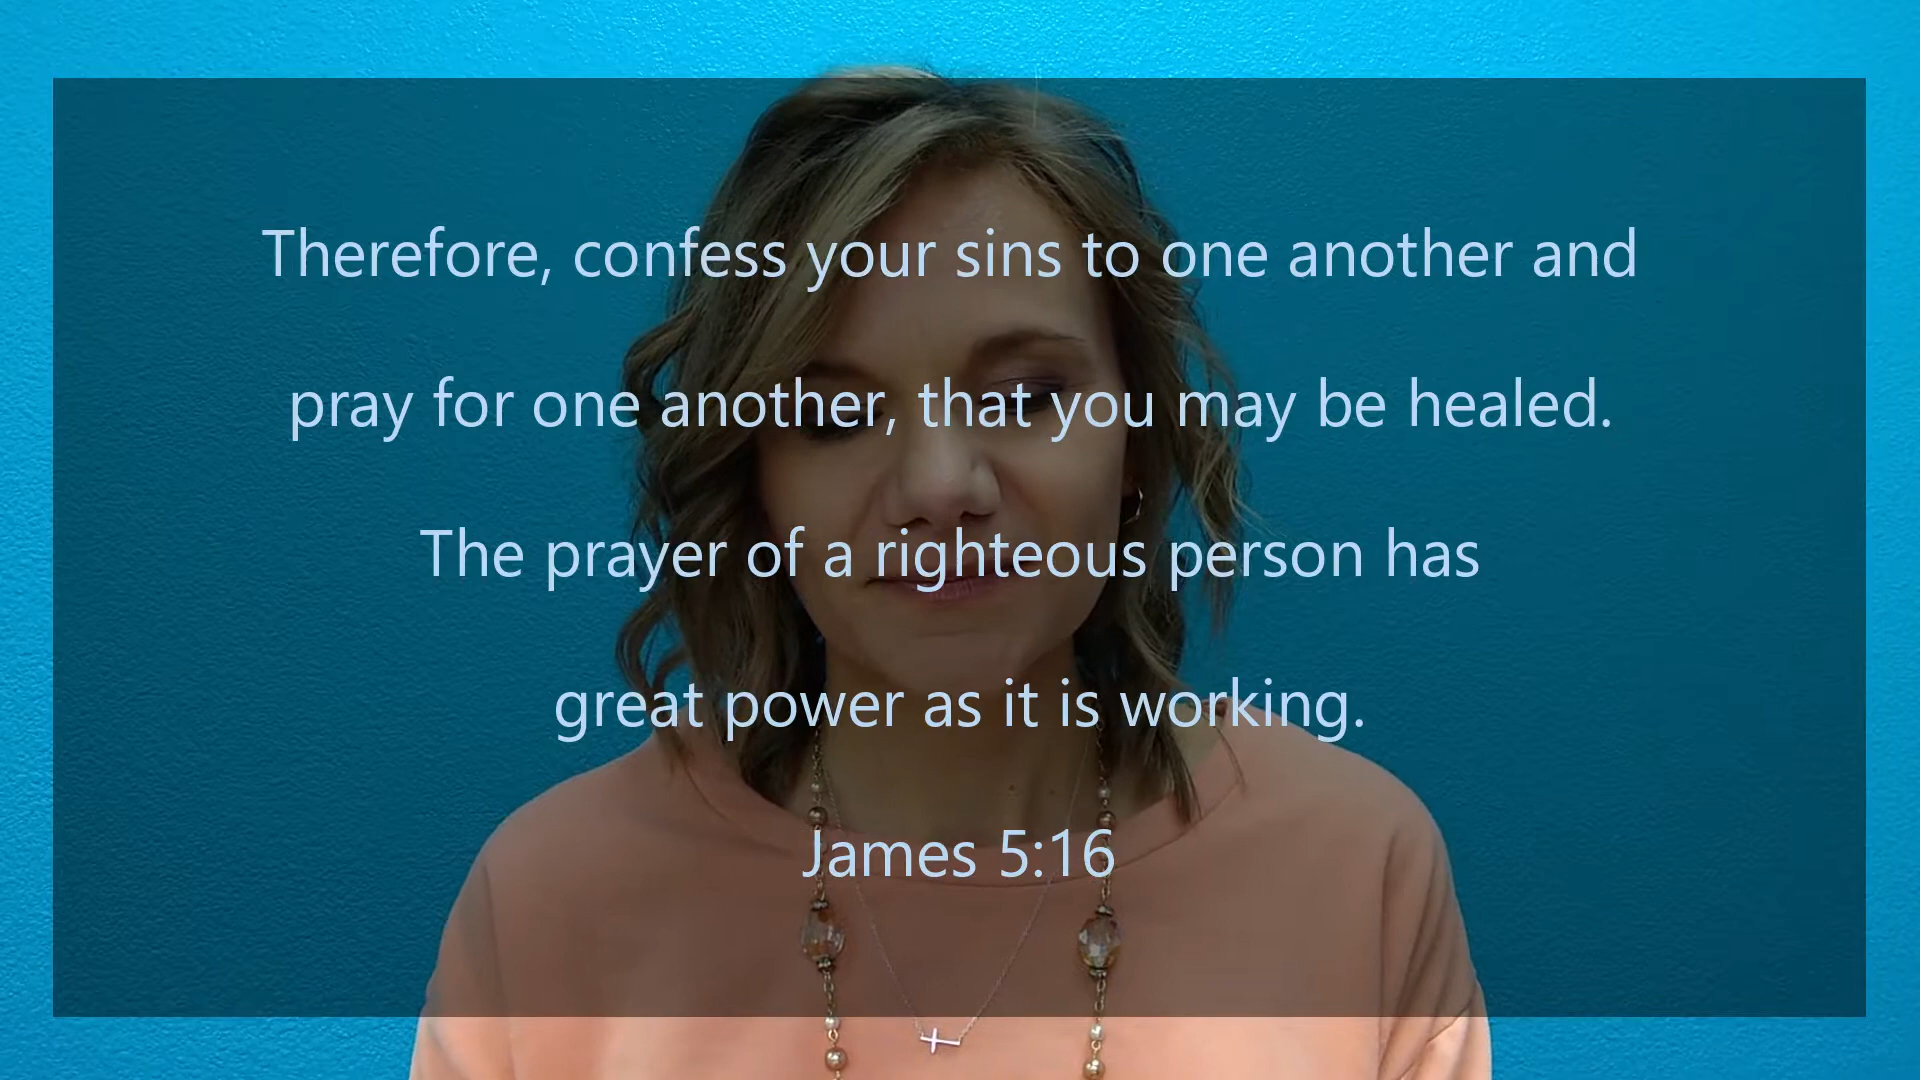 Therefore, confess your sins to one another and
pray for one another, that you may be healed.
The prayer of a righteous person has
great power as it is working.
James 5:16